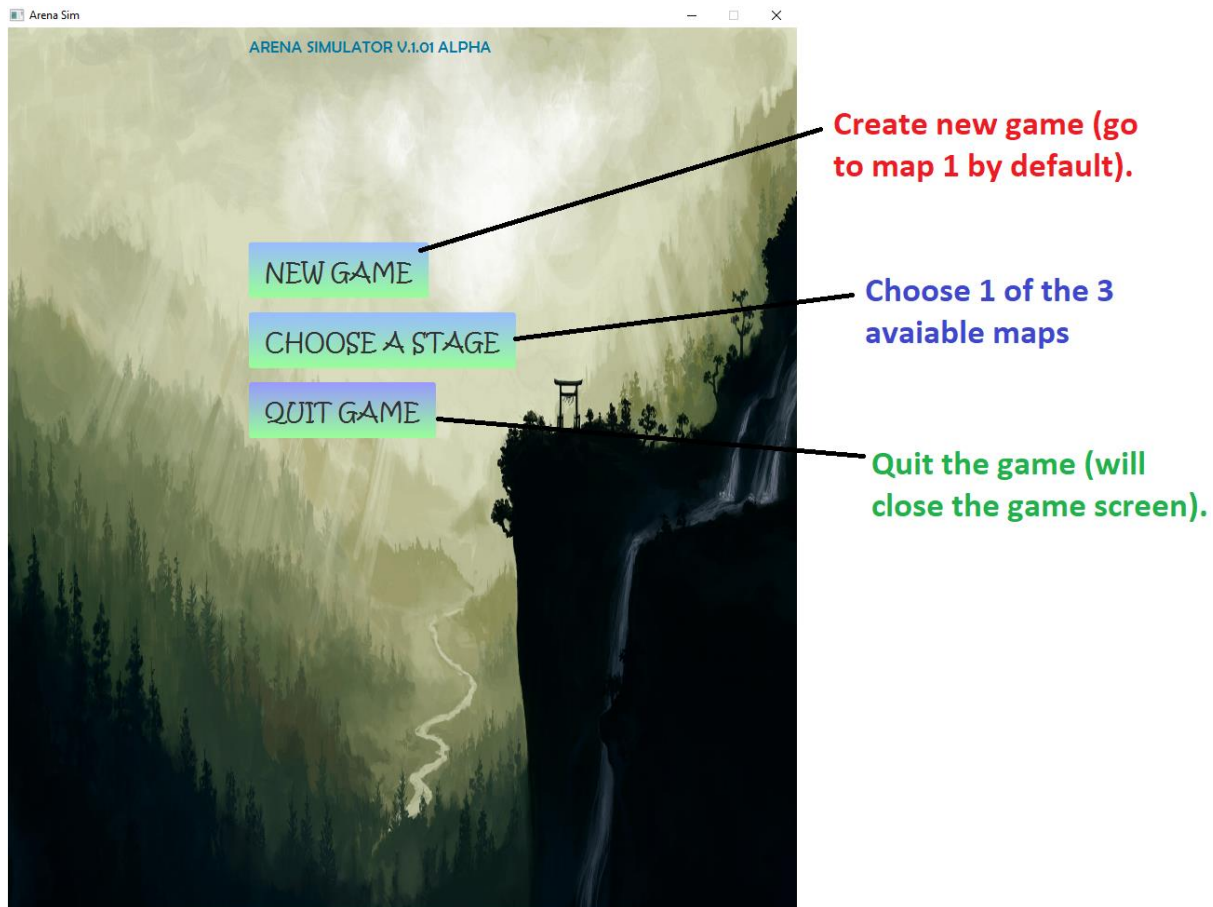 Arena Sim
ARENA SIMULATOR V.1.01 ALPHA
Create new game (go
to map 1 by default).
NEW GAME
Choose 1 of the 3
avaiable maps
CHOOSE A STAGE
QUIT GAME
Quit the game (will
close the game screen).